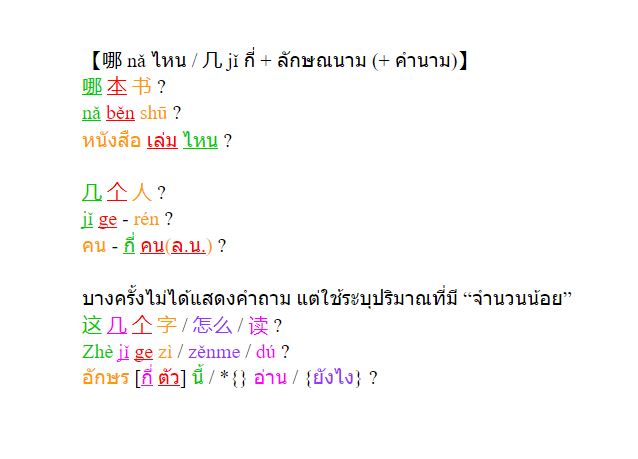 【哪 nǎ ไหน / 几 jǐ กี่ + ลักษณนาม (+ คำนาม)】
哪 本 书 ?
nǎ běn shū ?
หนังสือ เล่ม ไหน ?
几 个 人 ?
jǐ ge - rén ?
คน - กี่ คน(ล.น.) ?
บางครั้งไม่ได้แสดงคำถาม แต่ใช้ระบุปริมาณที่มี “จำนวนน้อย”
这 几 个 字 / 怎么 / 读 ?
Zhè jǐ ge zì / zěnme / dú ?
อักษร [กี่ ตัว] นี้ / *{} อ่าน / {ยังไง} ?